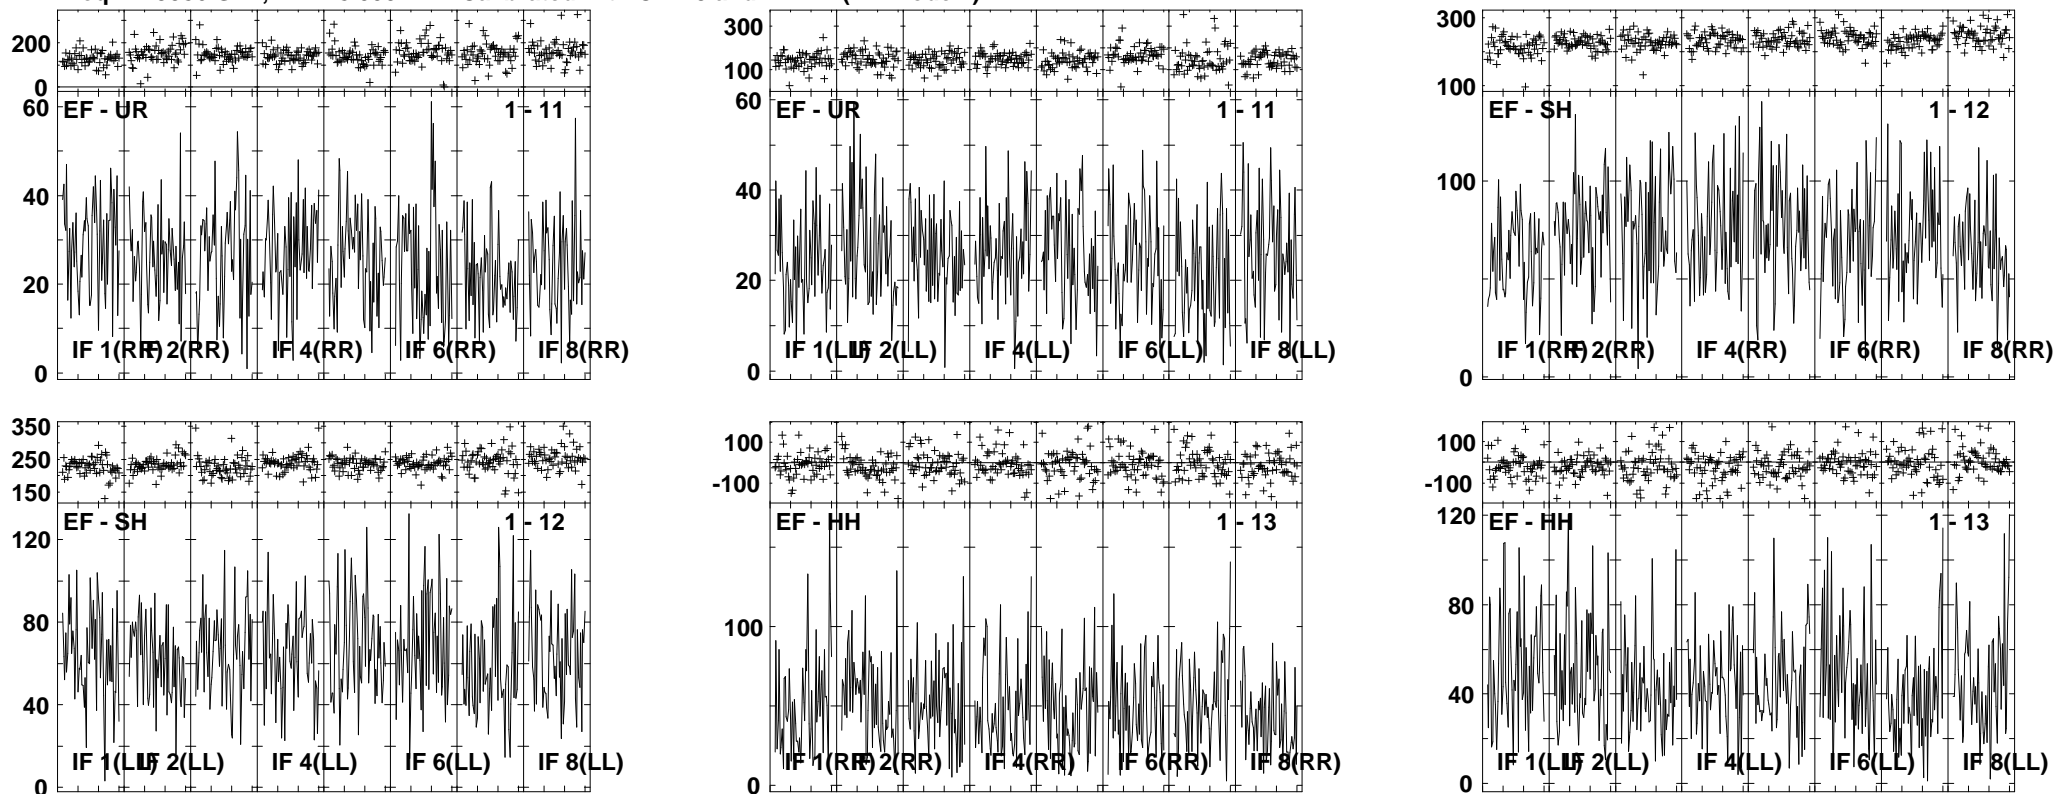 200
100
0
EF - UR 1 - 11
60
40
20
0
IF 1(RR) IF 2(RR) IF 4(RR) IF 6(RR) IF 8(RR)
300
100
EF - UR 1 - 11
60
40
20
0
IF 1(LL) IF 2(LL) IF 4(LL) IF 6(LL) IF 8(LL)
300
100
EF - SH 1 - 12
100
0
IF 1(RR) IF 2(RR) IF 4(RR) IF 6(RR) IF 8(RR)
350
250
150
EF - SH 1 - 12
120
80
40
0
IF 1(LL) IF 2(LL) IF 4(LL) IF 6(LL) IF 8(LL)
100
-100
EF - HH 1 - 13
100
0
IF 1(RR) IF 2(RR) IF 4(RR) IF 6(RR) IF 8(RR)
100
-100
EF - HH 1 - 13
120
80
40
0
IF 1(LL) IF 2(LL) IF 4(LL) IF 6(LL) IF 8(LL)